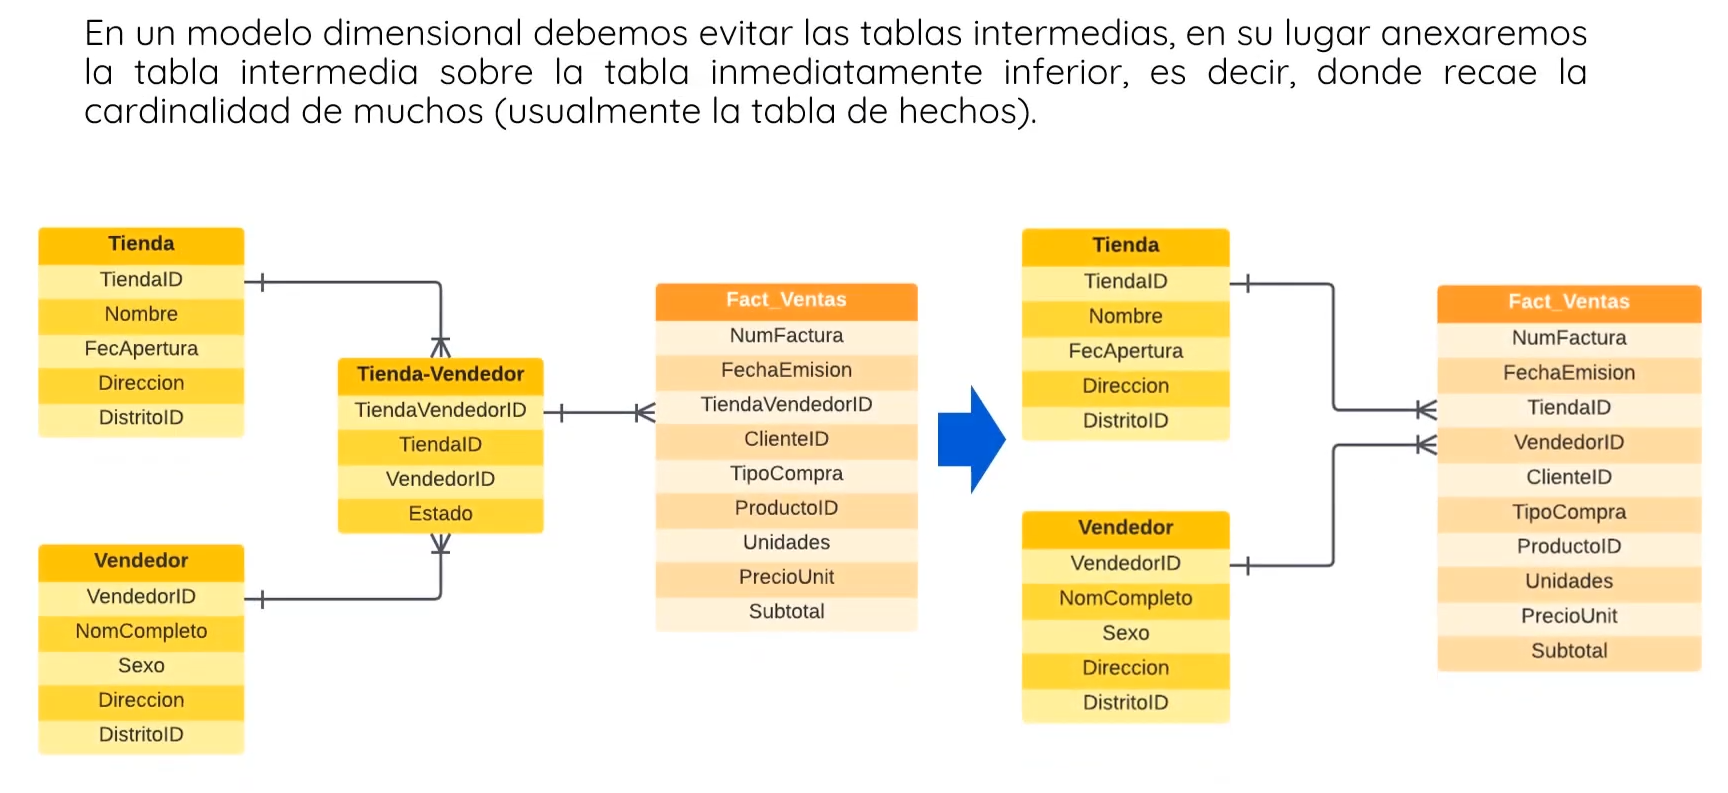 En un modelo dimensional debemos evitar las tablas intermedias, en su lugar anexaremos
la tabla intermedia sobre la tabla inmediatamente inferior, es decir, donde recae la
cardinalidad de muchos (usualmente la tabla de hechos).
Tienda
TiendaID
Nombre
FecApertura
Direccion
DistritoID
Vendedor
VendedorID
NomCompleto
Sexo
Direccion
DistritoID
Tienda-Vendedor
TiendaVendedorID
TiendaID
VendedorID
Estado
Fact_Ventas
NumFactura
FechaEmision
TiendaVendedorID
ClienteID
TipoCompra
ProductoID
Unidades
PrecioUnit
Subtotal
Tienda
TiendaID
Nombre
FecApertura
Direccion
DistritoID
Vendedor
VendedorID
NomCompleto
Sexo
Direccion
DistritoID
Fact_Ventas
NumFactura
FechaEmision
TiendaID
VendedorID
ClienteID
TipoCompra
ProductoID
Unidades
PrecioUnit
Subtotal